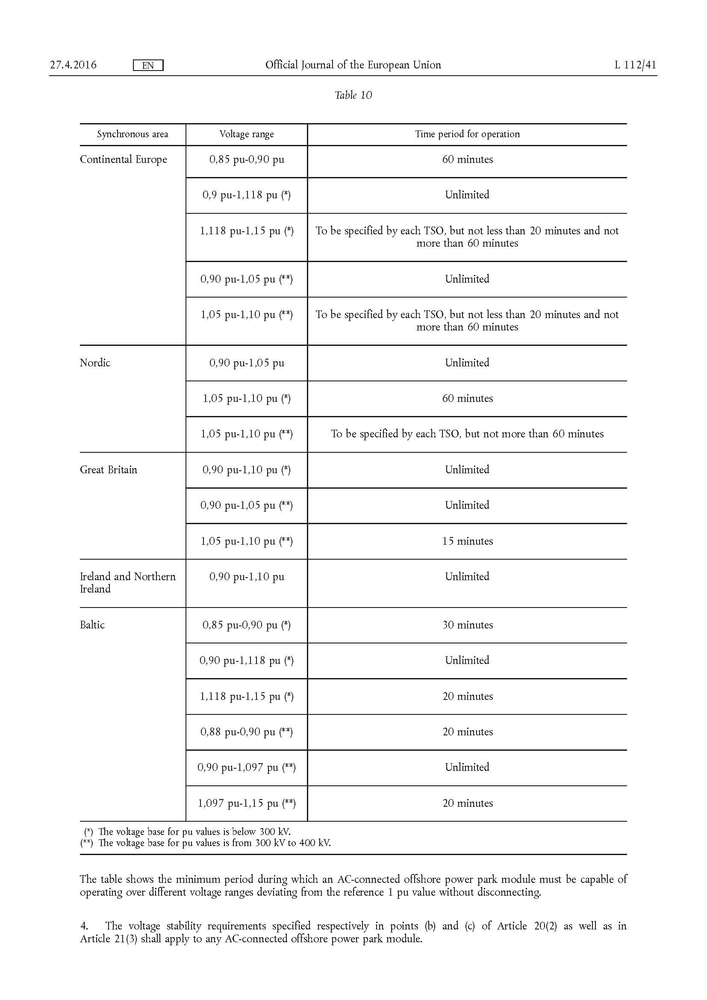 27.4.2016 EN Official Journal of the European Union L 112/41
Table 10
Synchronous area Voltage range Time period for operation
Continental Europe 0,85 pu-0,90 pu 60 minutes
0,9 pu-1,118 pu (*) Unlimited
1,118 pu-1,15 pu (*) To be specified by each TSO, but not less than 20 minutes and not
more than 60 minutes
0,90 pu-1,05 pu (**) Unlimited
1,05 pu-1,10 pu (**) To be specified by each TSO, but not less than 20 minutes and not
more than 60 minutes
Nordic 0,90 pu-1,05 pu Unlimited
1,05 pu-1,10 pu (*) 60 minutes
1,05 pu-1,10 pu (**) To be specified by each TSO, but not more than 60 minutes
Great Britain 0,90 pu-1,10 pu (*) Unlimited
0,90 pu-1,05 pu (**) Unlimited
1,05 pu-1,10 pu (**) 15 minutes
Ireland and Northern 0,90 pu-1,10 pu Unlimited
Ireland
Baltic 0,85 pu-0,90 pu (*) 30 minutes
0,90 pu-1,118 pu (*) Unlimited
1,118 pu-1,15 pu (*) 20 minutes
0,88 pu-0,90 pu (**) 20 minutes
0,90 pu-1,097 pu (**) Unlimited
1,097 pu-1,15 pu (**) 20 minutes
(*) The voltage base for pu values is below 300 kV.
(**) The voltage base for pu values is from 300 kV to 400 kV.
The table shows the minimum period during which an AC-connected offshore power park module must be capable of
operating over different voltage ranges deviating from the reference 1 pu value without disconnecting.
4. The voltage stability requirements specified respectively in points (b) and (c) of Article 20(2) as well as in
Article 21(3) shall apply to any AC-connected offshore power park module.